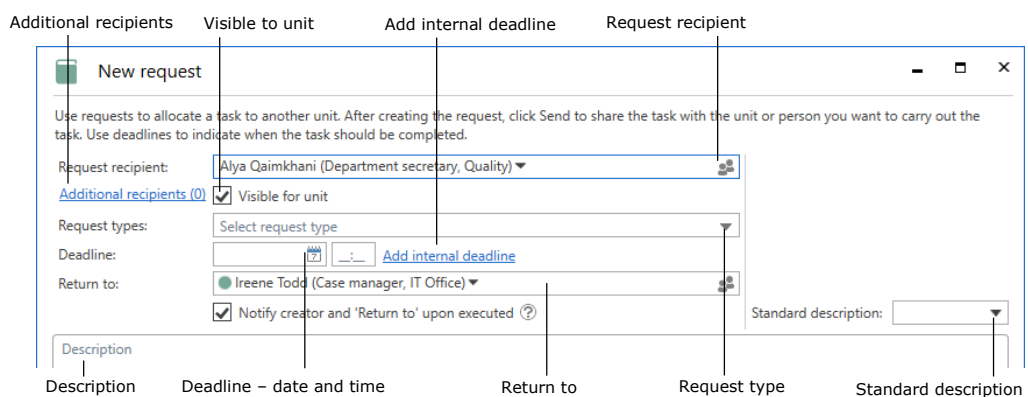 Additional recipients Visible to unit Add internal deadline Request recipient
New request
Use requests to allocate a task to another unit. After creating the request, click Send to share the task with the unit or person you want to carry out the
task. Use deadlines to indicate when the task should be completed.
Request recipient: Alya Qaimkhani (Department secretary, Quality)
Additional recipients (0) Visible for unit
Request types: Select request type
Deadline: 7 __:__ Add internal deadline
Return to: Ireene Todd (Case manager, IT Office)
Notify creator and 'Return to' upon executed ? Standard description:
Description
Description Deadline – date and time Return to Request type Standard description